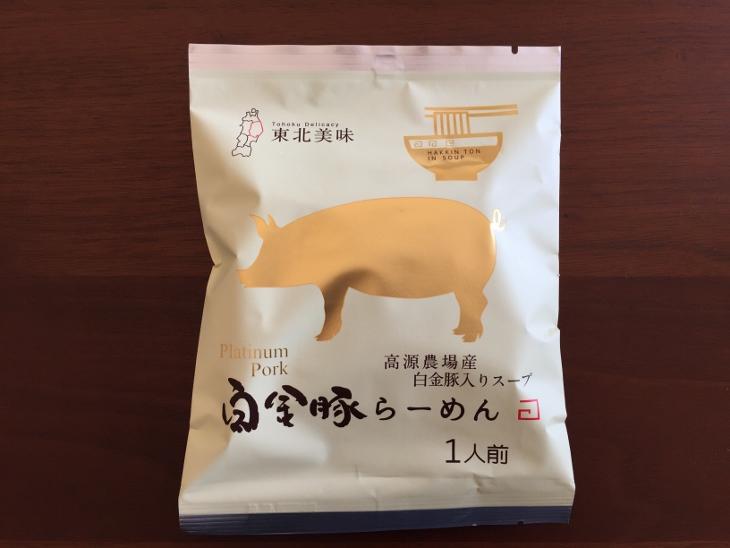 Tohoku Delicacy
東北美味
HAKKIN TON
IN SOUP
Platinum
Pork
高源農場産
白金豚入りスープ
白金豚らーめん
1人前